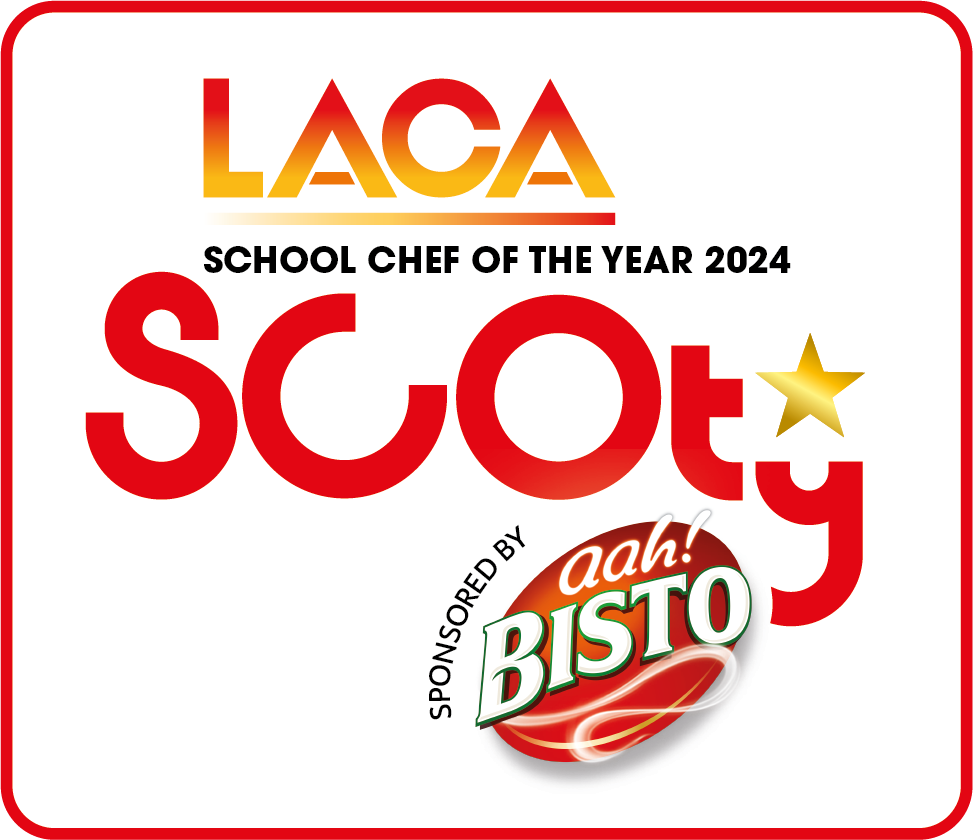 LACA
SCHOOL CHEF OF THE YEAR 2024
SCOty
SPONSORED BY
aah!
BISTO